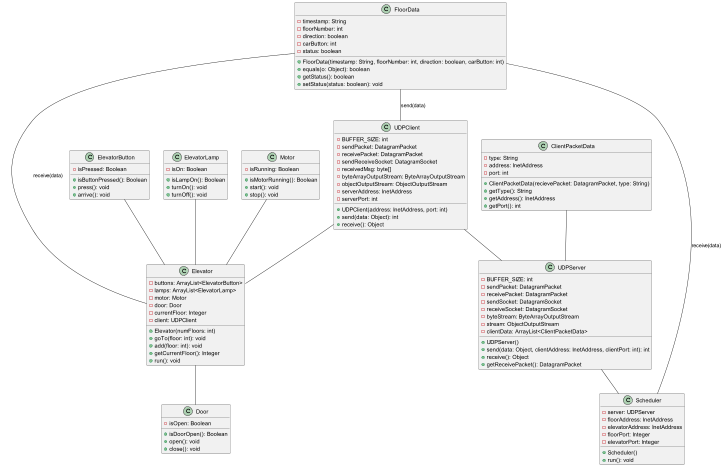 C FloorData
timestamp: String
floorNumber: int
direction: boolean
carButton: int
status: boolean
FloorData(timestamp: String, floorNumber: int, direction: boolean, carButton: int)
equals(o: Object): boolean
getStatus(): boolean
setStatus(status: boolean): void
send(data)
receive(data)
receive(data)
C UDPClient
BUFFER_SIZE: int
sendPacket: DatagramPacket
receivePacket: DatagramPacket
sendReceiveSocket: DatagramSocket
receivedMsg: byte[]
byteArrayOutputStream: ByteArrayOutputStream
objectOutputStream: ObjectOutputStream
serverAddress: InetAddress
serverPort: int
UDPClient(address: InetAddress, port: int)
send(data: Object): int
receive(): Object
C ClientPacketData
type: String
address: InetAddress
port: int
ClientPacketData(recievePacket: DatagramPacket, type: String)
getType(): String
getAddress(): InetAddress
getPort(): int
C ElevatorButton
isPressed: Boolean
isButtonPressed(): Boolean
press(): void
arrive(): void
C ElevatorLamp
isOn: Boolean
isLampOn(): Boolean
turnOn(): void
turnOff(): void
C Motor
isRunning: Boolean
isMotorRunning(): Boolean
start(): void
stop(): void
C Elevator
buttons: ArrayList<ElevatorButton>
lamps: ArrayList<ElevatorLamp>
motor: Motor
door: Door
currentFloor: Integer
client: UDPClient
Elevator(numFloors: int)
goTo(floor: int): void
add(floor: int): void
getCurrentFloor(): Integer
run(): void
C UDPServer
BUFFER_SIZE: int
sendPacket: DatagramPacket
receivePacket: DatagramPacket
sendSocket: DatagramSocket
receiveSocket: DatagramSocket
byteStream: ByteArrayOutputStream
stream: ObjectOutputStream
clientData: ArrayList<ClientPacketData>
UDPServer()
send(data: Object, clientAddress: InetAddress, clientPort: int): int
receive(): Object
getReceivePacket(): DatagramPacket
C Door
isOpen: Boolean
isDoorOpen(): Boolean
open(): void
close(): void
C Scheduler
server: UDPServer
floorAddress: InetAddress
elevatorAddress: InetAddress
floorPort: Integer
elevatorPort: Integer
Scheduler()
run(): void